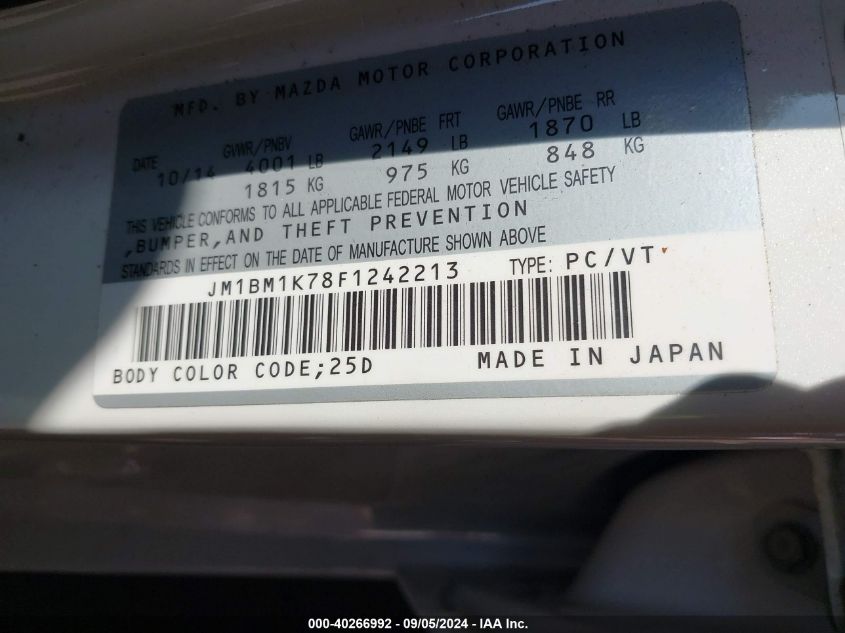 MFD. BY MAZDA MOTOR CORPORATION
DATE GVWR/PNBV GAWR/PNBE FRT GAWR/PNBE RR
10/14 4001 LB 2149 LB 1870 LB
1815 KG 975 KG 848 KG
THIS VEHICLE CONFORMS TO ALL APPLICABLE FEDERAL MOTOR VEHICLE SAFETY
,BUMPER,AND THEFT PREVENTION
STANDARDS IN EFFECT ON THE DATE OF MANUFACTURE SHOWN ABOVE
JM1BM1K78F1242213 TYPE: PC/VT
BODY COLOR CODE;25D MADE IN JAPAN
000-40266992 - 09/05/2024 - IAA Inc.